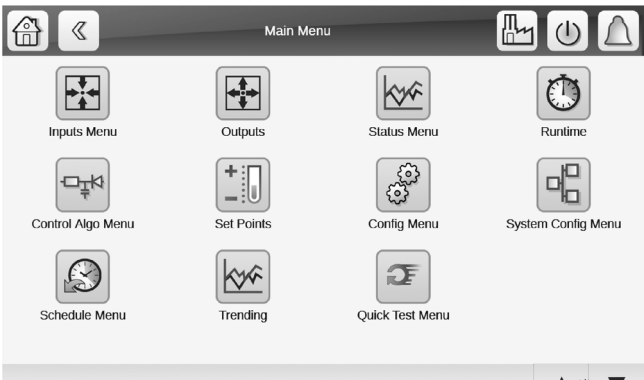 Main Menu
Inputs Menu
Outputs
Status Menu
Runtime
Control Algo Menu
Set Points
Config Menu
System Config Menu
Schedule Menu
Trending
Quick Test Menu